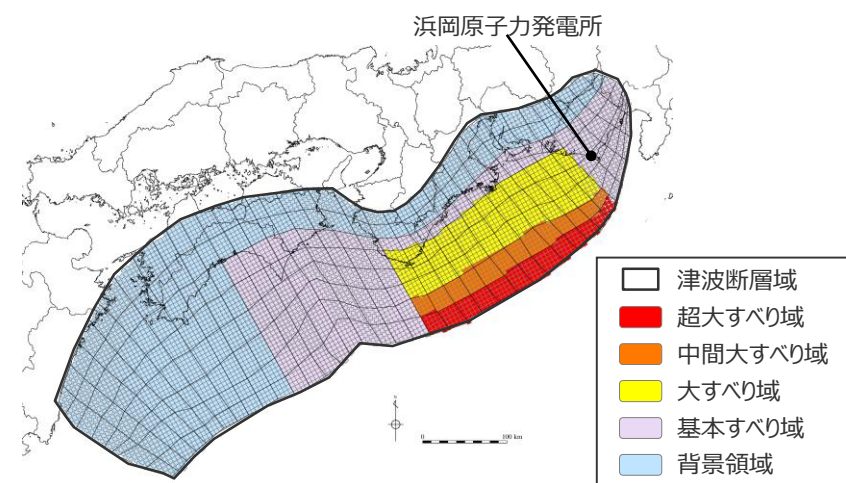 浜岡原子力発電所
0
100 km
津波断層域
超大すべり域
中間大すべり域
大すべり域
基本すべり域
背景領域